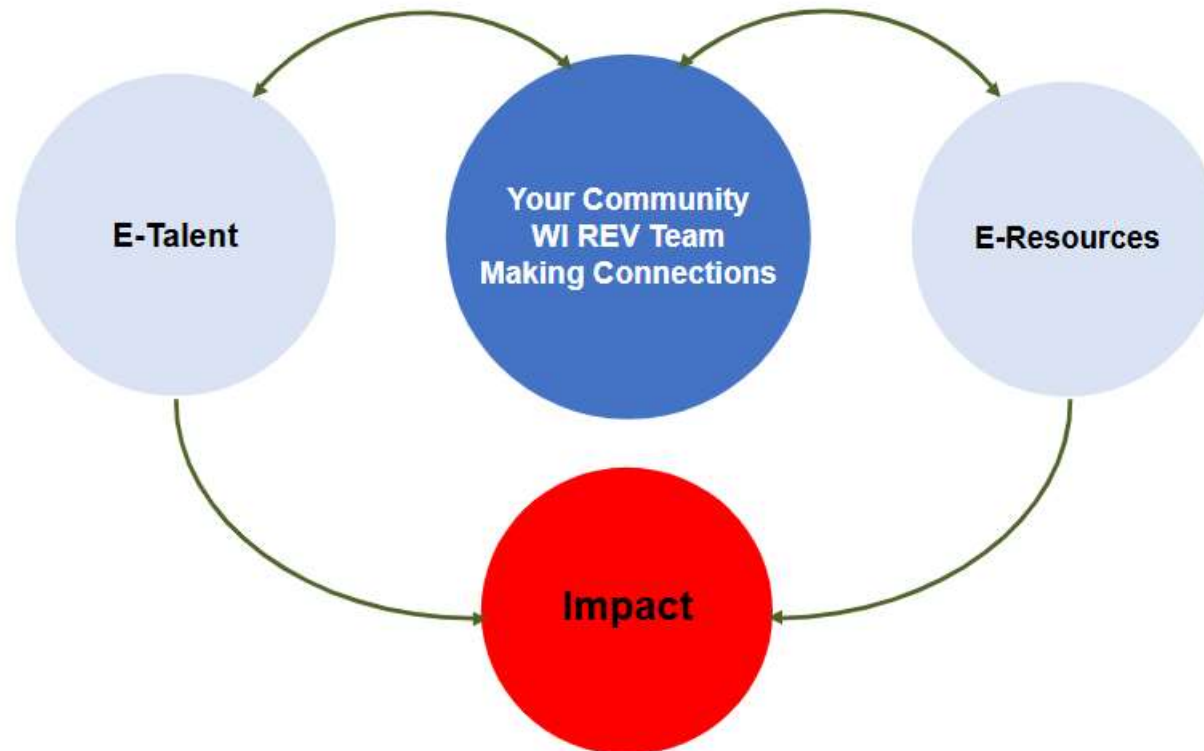 E-Talent
Your Community
WI REV Team
Making Connections
E-Resources
Impact